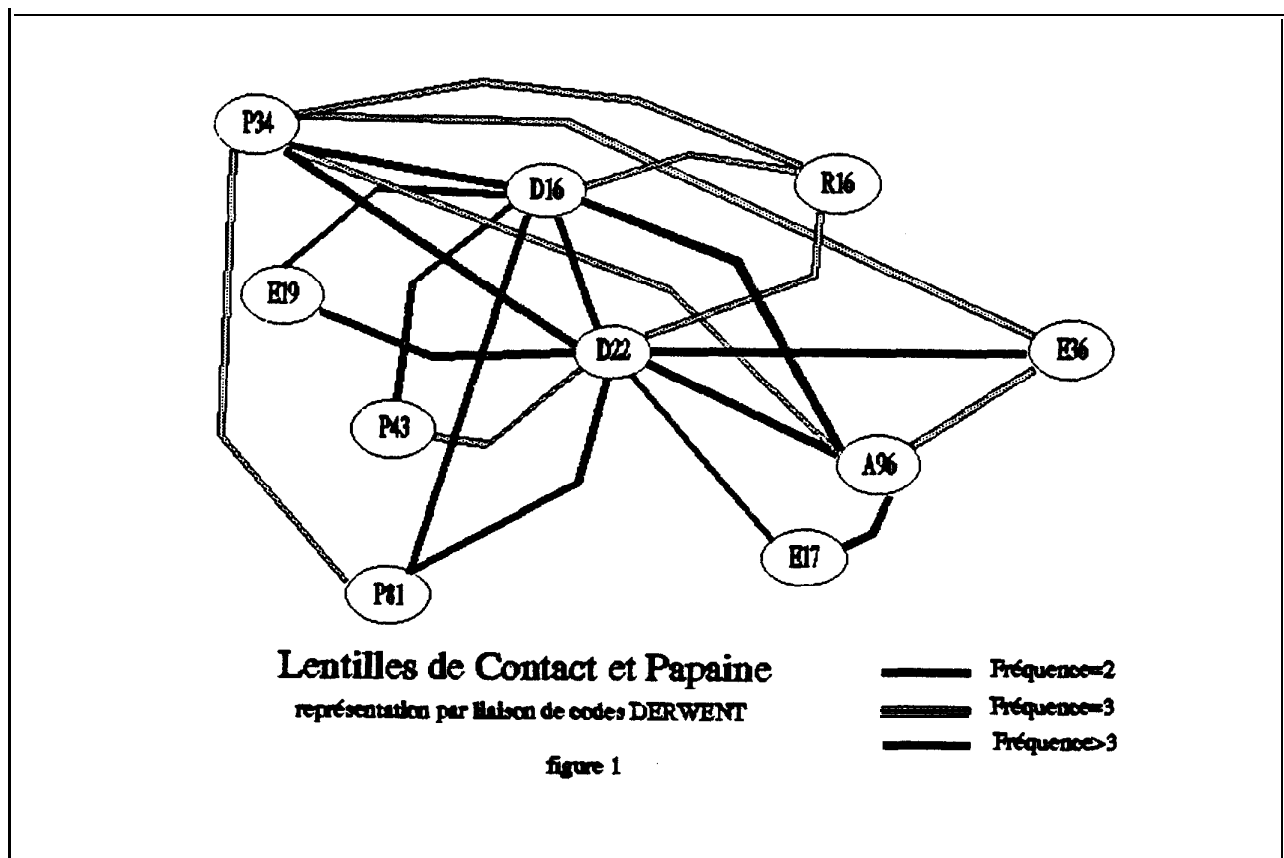 P34
D16
R16
E19
D22
E36
P43
A96
E17
P81
Lentilles de Contact et Papaine
représentation par liaison de codes DERWENT
figure 1
Fréquence=2
Fréquence=3
Fréquence>3